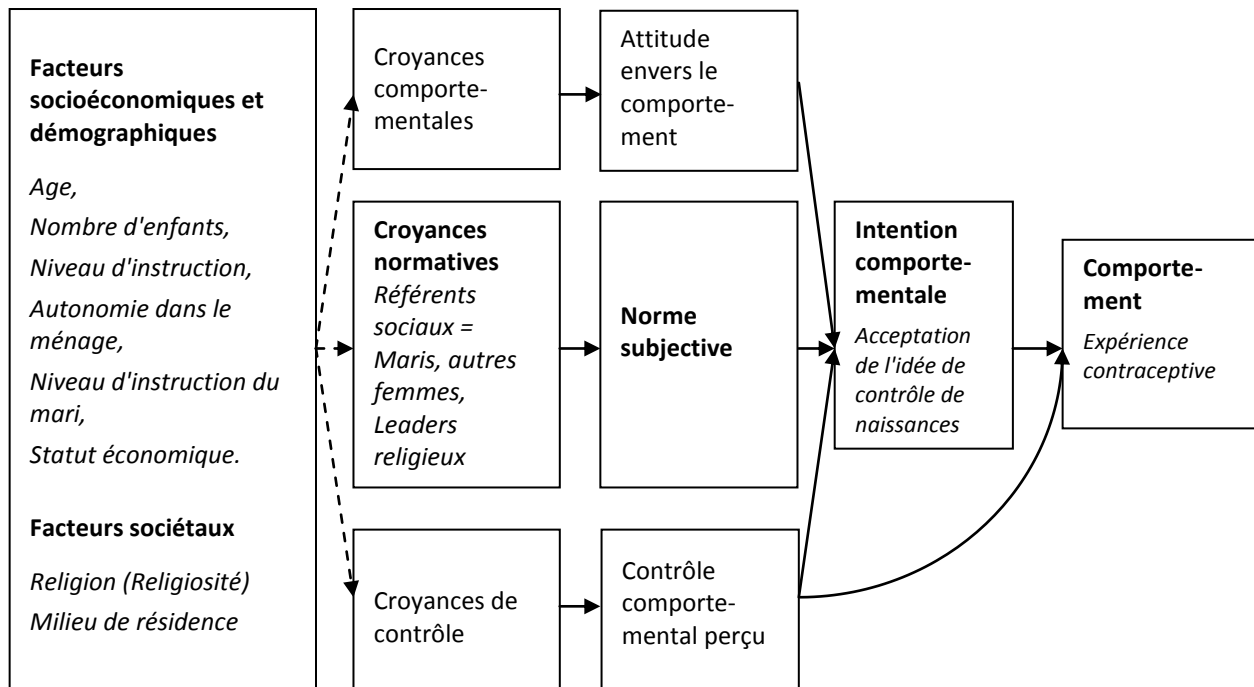 Facteurs
socioéconomiques et
démographiques
Age,
Nombre d'enfants,
Niveau d'instruction,
Autonomie dans le
ménage,
Niveau d'instruction du
mari,
Statut économique.
Facteurs sociétaux
Religion (Religiosité)
Milieu de résidence
Croyances
comporte-
mentales
Attitude
envers le
comporte-
ment
Croyances
normatives
Référents
sociaux =
Maris, autres
femmes,
Leaders
religieux
Norme
subjective
Croyances de
contrôle
Contrôle
comporte-
mental perçu
Intention
comporte-
mentale
Acceptation
de l'idée de
contrôle de
naissances
Comporte-
ment
Expérience
contraceptive